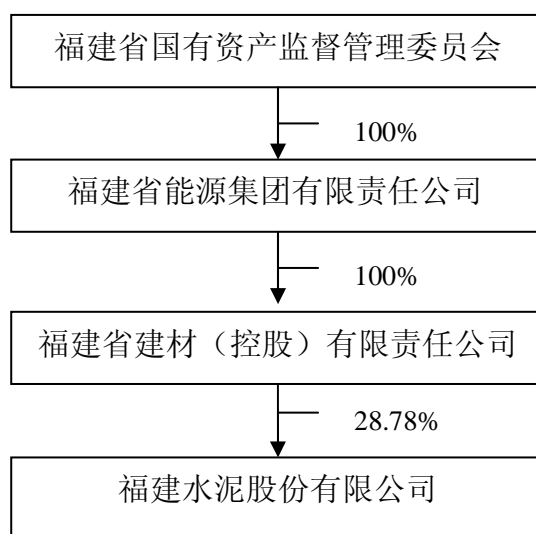 福建省国有资产监督管理委员会
100%
福建省能源集团有限责任公司
100%
福建省建材（控股）有限责任公司
28.78%
福建水泥股份有限公司